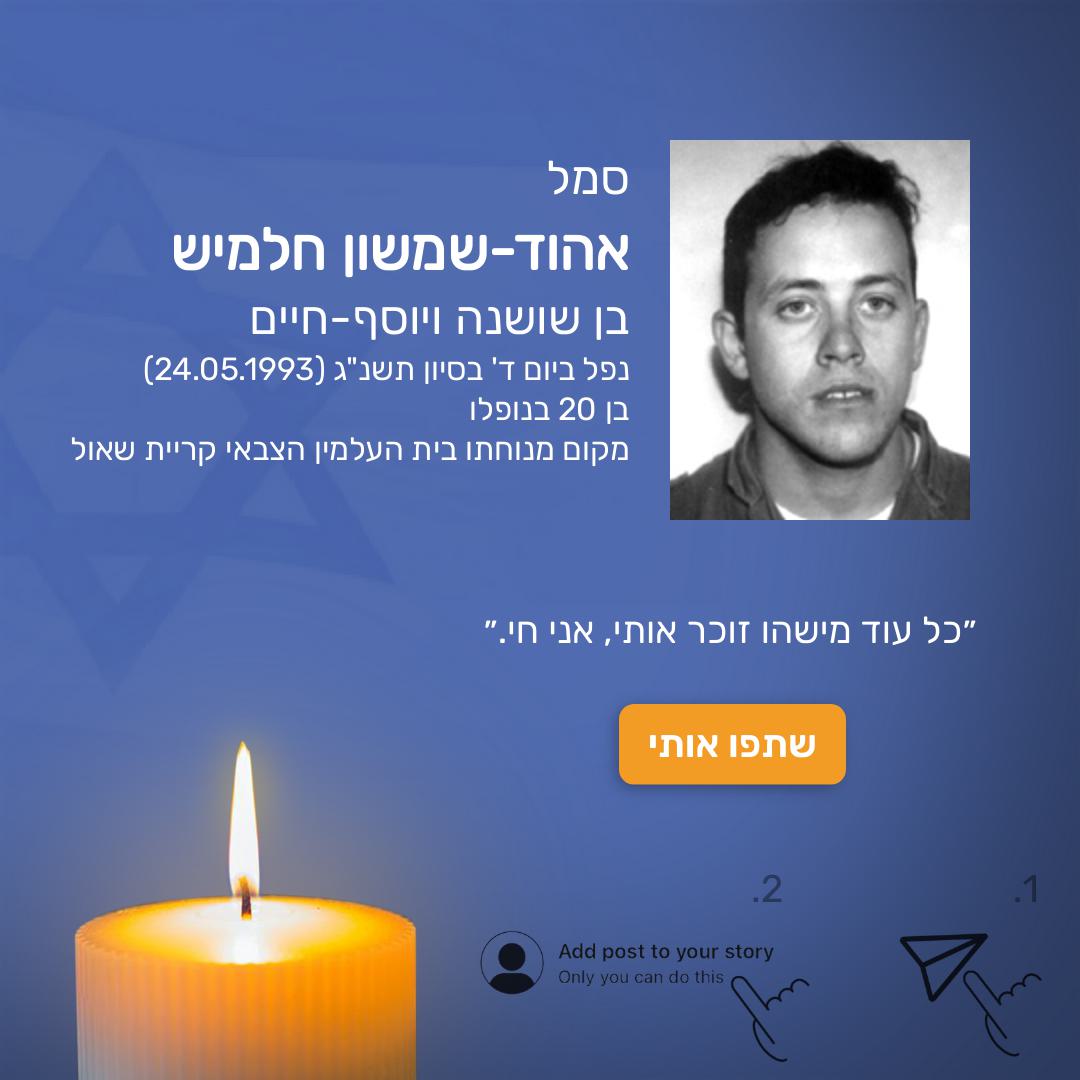 סמל
אהוד-שמשון חלמיש
בן שושנה ויוסף-חיים
נפל ביום ד' בסיון תשנ"ג (24.05.1993)
בן 20 בנופלו
מקום מנוחתו בית העלמין הצבאי קריית שאול
״כל עוד מישהו זוכר אותי, אני חי.״
שתפו אותי
1.
2.
Add post to your story
Only you can do this